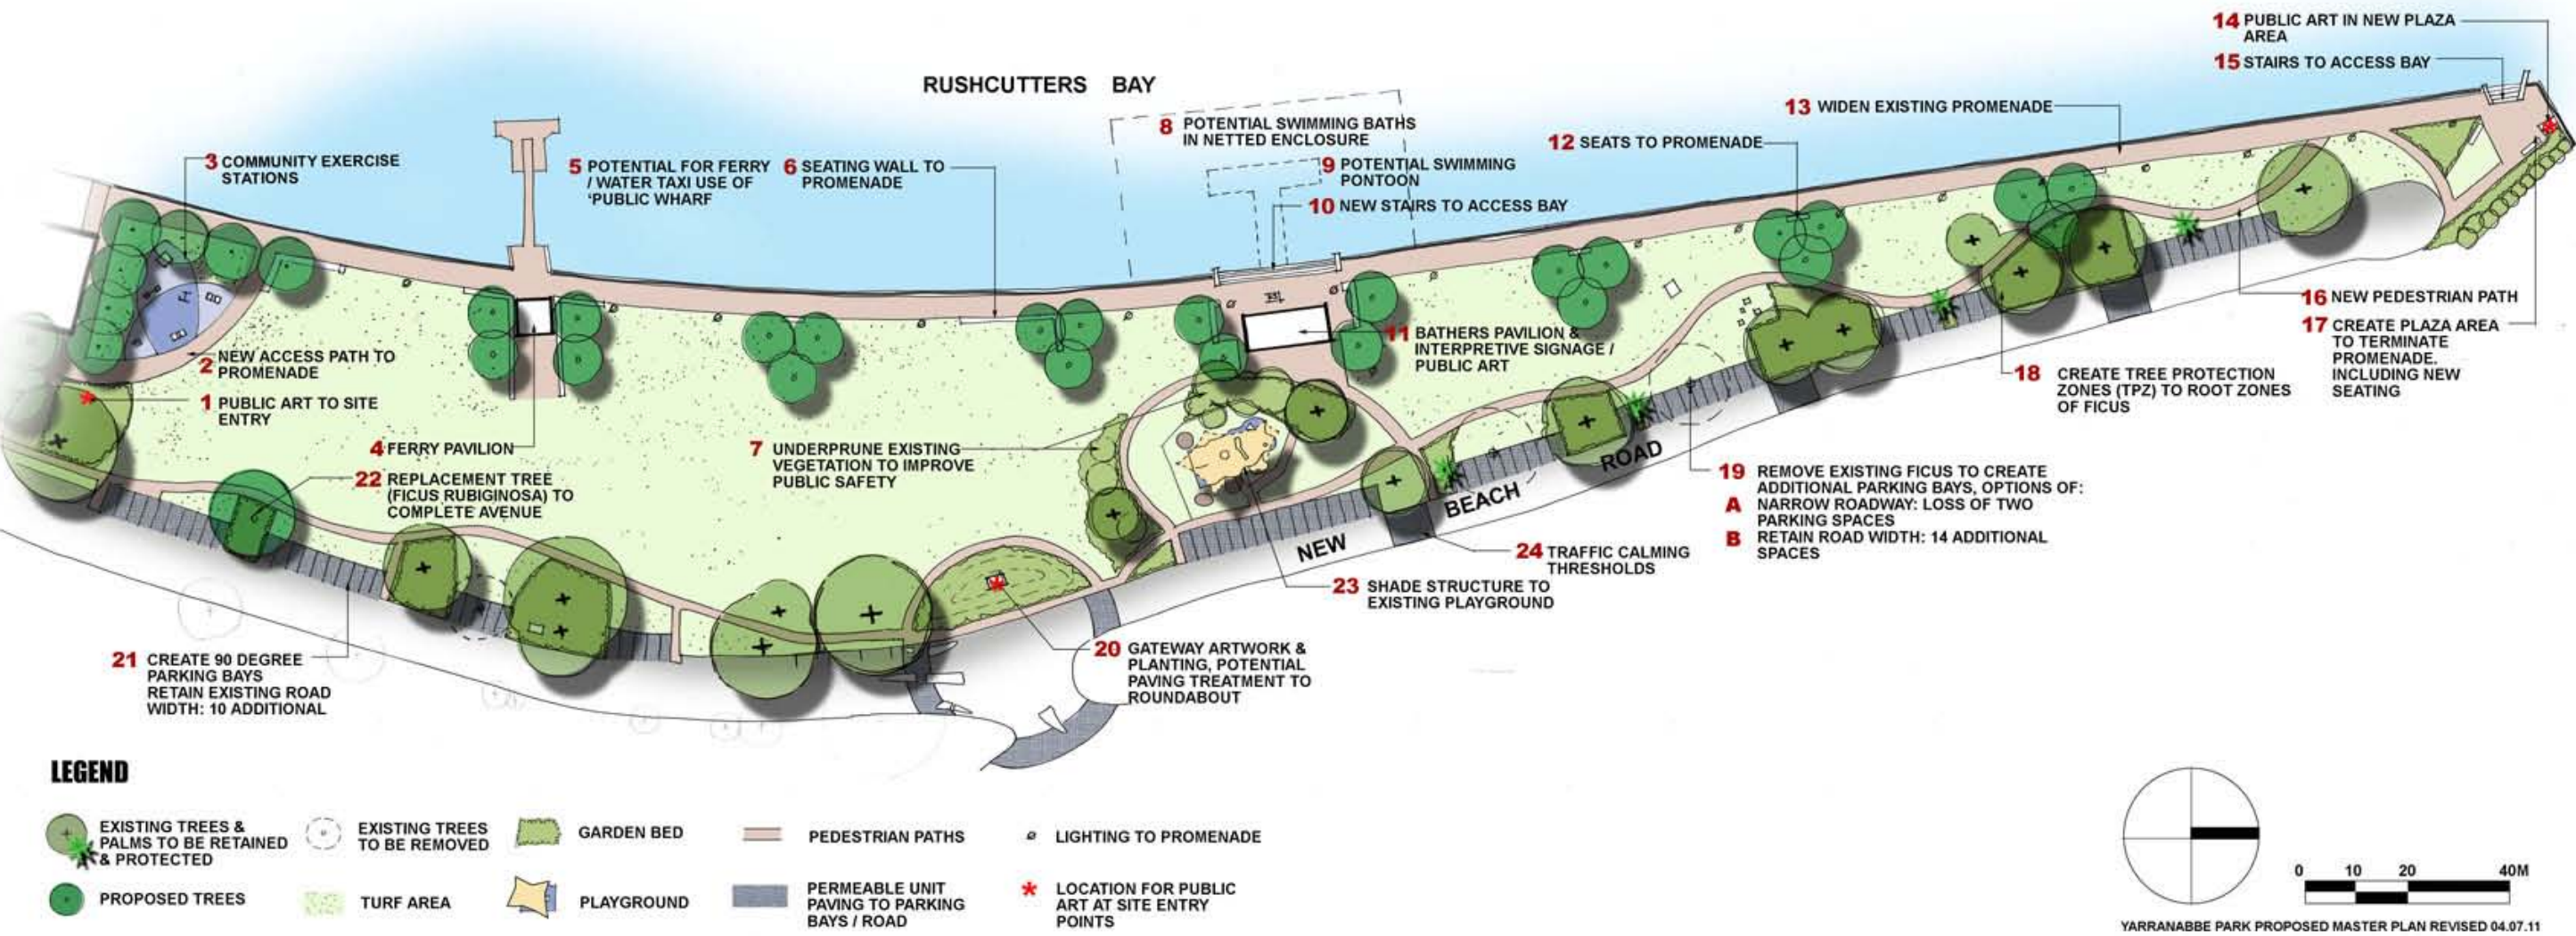 RUSHCUTTERS BAY
1 PUBLIC ART TO SITE
ENTRY
2 NEW ACCESS PATH TO
PROMENADE
3 COMMUNITY EXERCISE
STATIONS
4 FERRY PAVILION
5 POTENTIAL FOR FERRY
/ WATER TAXI USE OF
'PUBLIC WHARF
6 SEATING WALL TO
PROMENADE
7 UNDERPRUNE EXISTING
VEGETATION TO IMPROVE
PUBLIC SAFETY
8 POTENTIAL SWIMMING BATHS
IN NETTED ENCLOSURE
9 POTENTIAL SWIMMING
PONTOON
10 NEW STAIRS TO ACCESS BAY
11 BATHERS PAVILION &
INTERPRETIVE SIGNAGE /
PUBLIC ART
12 SEATS TO PROMENADE
13 WIDEN EXISTING PROMENADE
14 PUBLIC ART IN NEW PLAZA
AREA
15 STAIRS TO ACCESS BAY
16 NEW PEDESTRIAN PATH
17 CREATE PLAZA AREA
TO TERMINATE
PROMENADE.
INCLUDING NEW
SEATING
18 CREATE TREE PROTECTION
ZONES (TPZ) TO ROOT ZONES
OF FICUS
19 REMOVE EXISTING FICUS TO CREATE
ADDITIONAL PARKING BAYS, OPTIONS OF:
A NARROW ROADWAY: LOSS OF TWO
PARKING SPACES
B RETAIN ROAD WIDTH: 14 ADDITIONAL
SPACES
20 GATEWAY ARTWORK &
PLANTING, POTENTIAL
PAVING TREATMENT TO
ROUNDABOUT
21 CREATE 90 DEGREE
PARKING BAYS
RETAIN EXISTING ROAD
WIDTH: 10 ADDITIONAL
22 REPLACEMENT TREE
(FICUS RUBIGINOSA) TO
COMPLETE AVENUE
23 SHADE STRUCTURE TO
EXISTING PLAYGROUND
24 TRAFFIC CALMING
THRESHOLDS
NEW BEACH ROAD
LEGEND
EXISTING TREES &
PALMS TO BE RETAINED
& PROTECTED
EXISTING TREES
TO BE REMOVED
GARDEN BED
PEDESTRIAN PATHS
LIGHTING TO PROMENADE
PROPOSED TREES
TURF AREA
PLAYGROUND
PERMEABLE UNIT
PAVING TO PARKING
BAYS / ROAD
LOCATION FOR PUBLIC
ART AT SITE ENTRY
POINTS
0 10 20 40M
YARRANABBE PARK PROPOSED MASTER PLAN REVISED 04.07.11